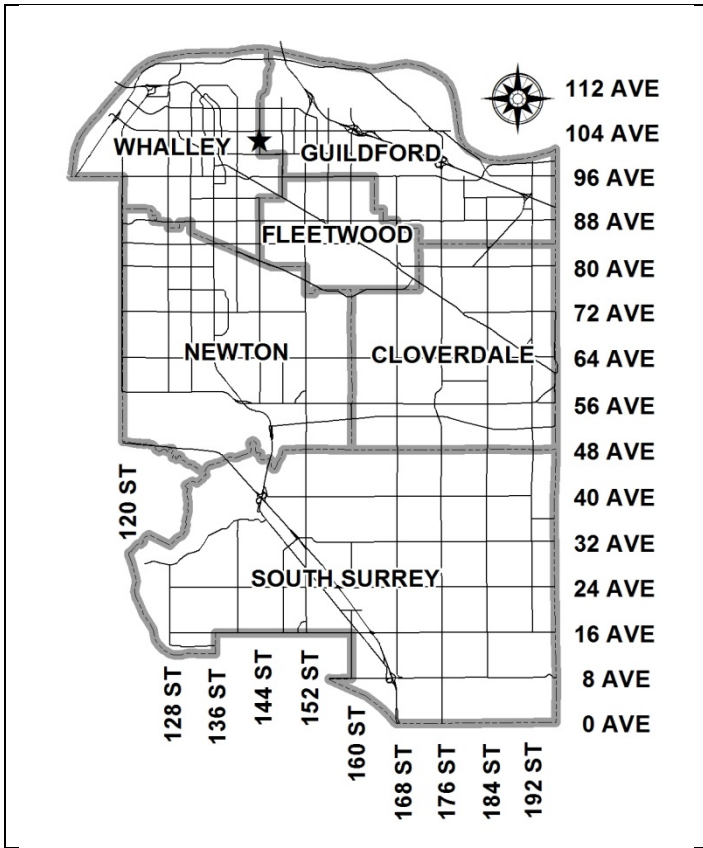 112 AVE
104 AVE
WHALLEY
GUILDFORD
96 AVE
88 AVE
FLEETWOOD
80 AVE
72 AVE
NEWTON
CLOVERDALE
64 AVE
56 AVE
48 AVE
120 ST
40 AVE
32 AVE
SOUTH SURREY
24 AVE
16 AVE
128 ST
136 ST
144 ST
152 ST
8 AVE
160 ST
0 AVE
168 ST
176 ST
184 ST
192 ST